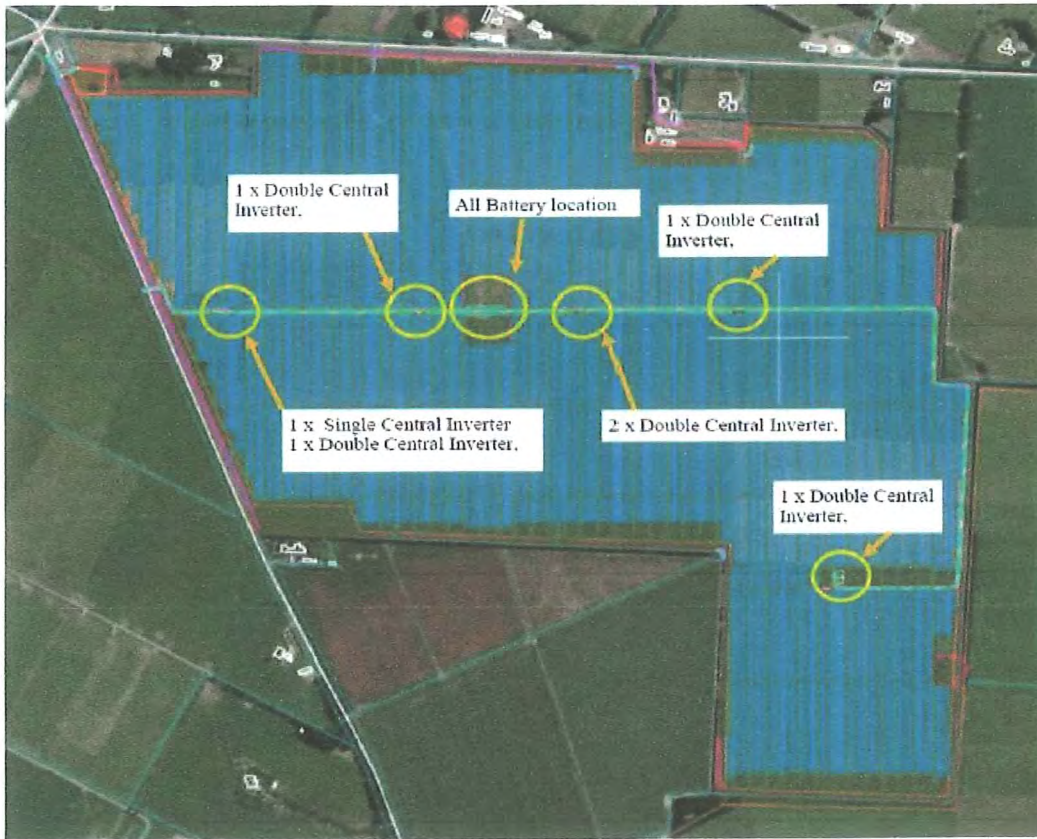 1 x Double Central
Inverter.
All Battery location
1 x Double Central
Inverter.
1 x  Single Central Inverter
1 x Double Central Inverter.
2 x Double Central Inverter.
1 x Double Central
Inverter.